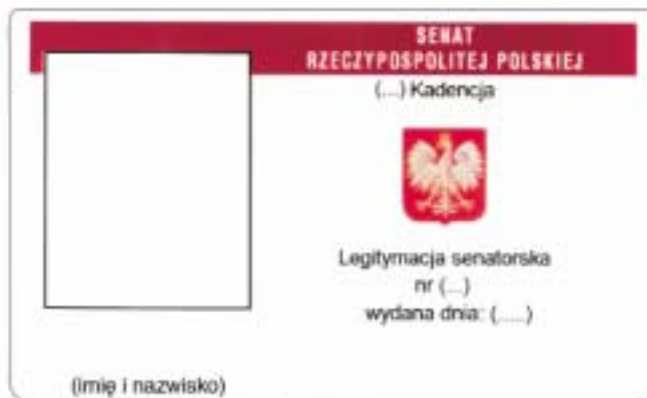 SENAT
RZECZYPOSPOLITEJ POLSKIEJ
(...) Kadencja
Legitymacja senatorska
nr (...)
wydana dnia: (.....)
(imię i nazwisko)